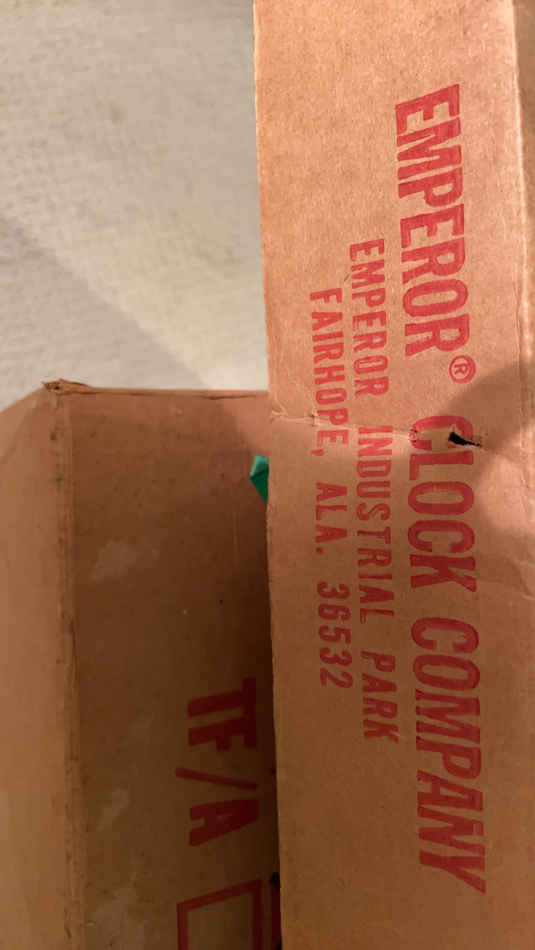 EMPEROR® CLOCK COMPANY
EMPEROR INDUSTRIAL PARK
FAIRHOPE, ALA. 36532
TF/A